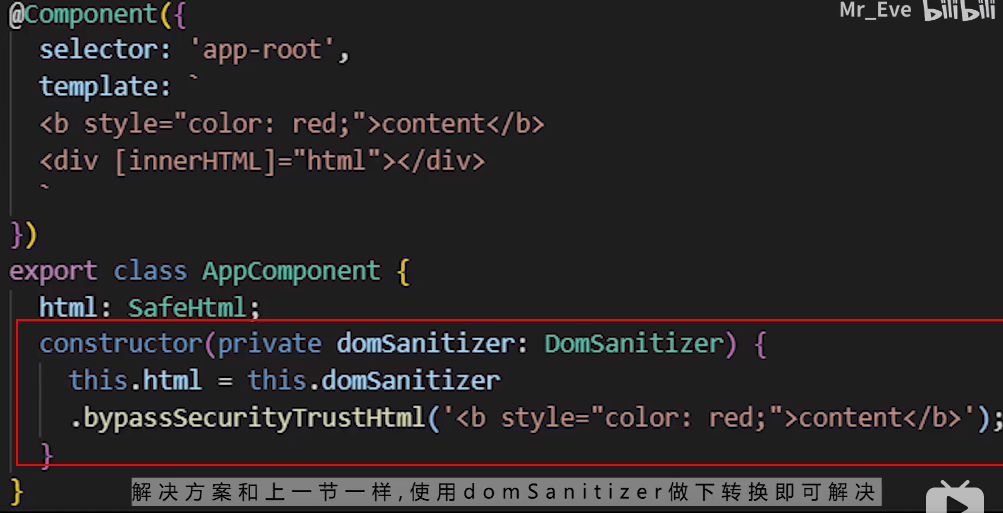 @Component({
Mr_Eve bilibili
selector: 'app-root',
template: `
<b style="color: red;">content</b>
<div [innerHTML]="html"></div>
`
})
export class AppComponent {
html: SafeHtml;
constructor(private domSanitizer: DomSanitizer) {
this.html = this.domSanitizer
.bypassSecurityTrustHtml('<b style="color: red;">content</b>');
}
}
解决方案和上一节一样,使用domSanitizer做下转换即可解决